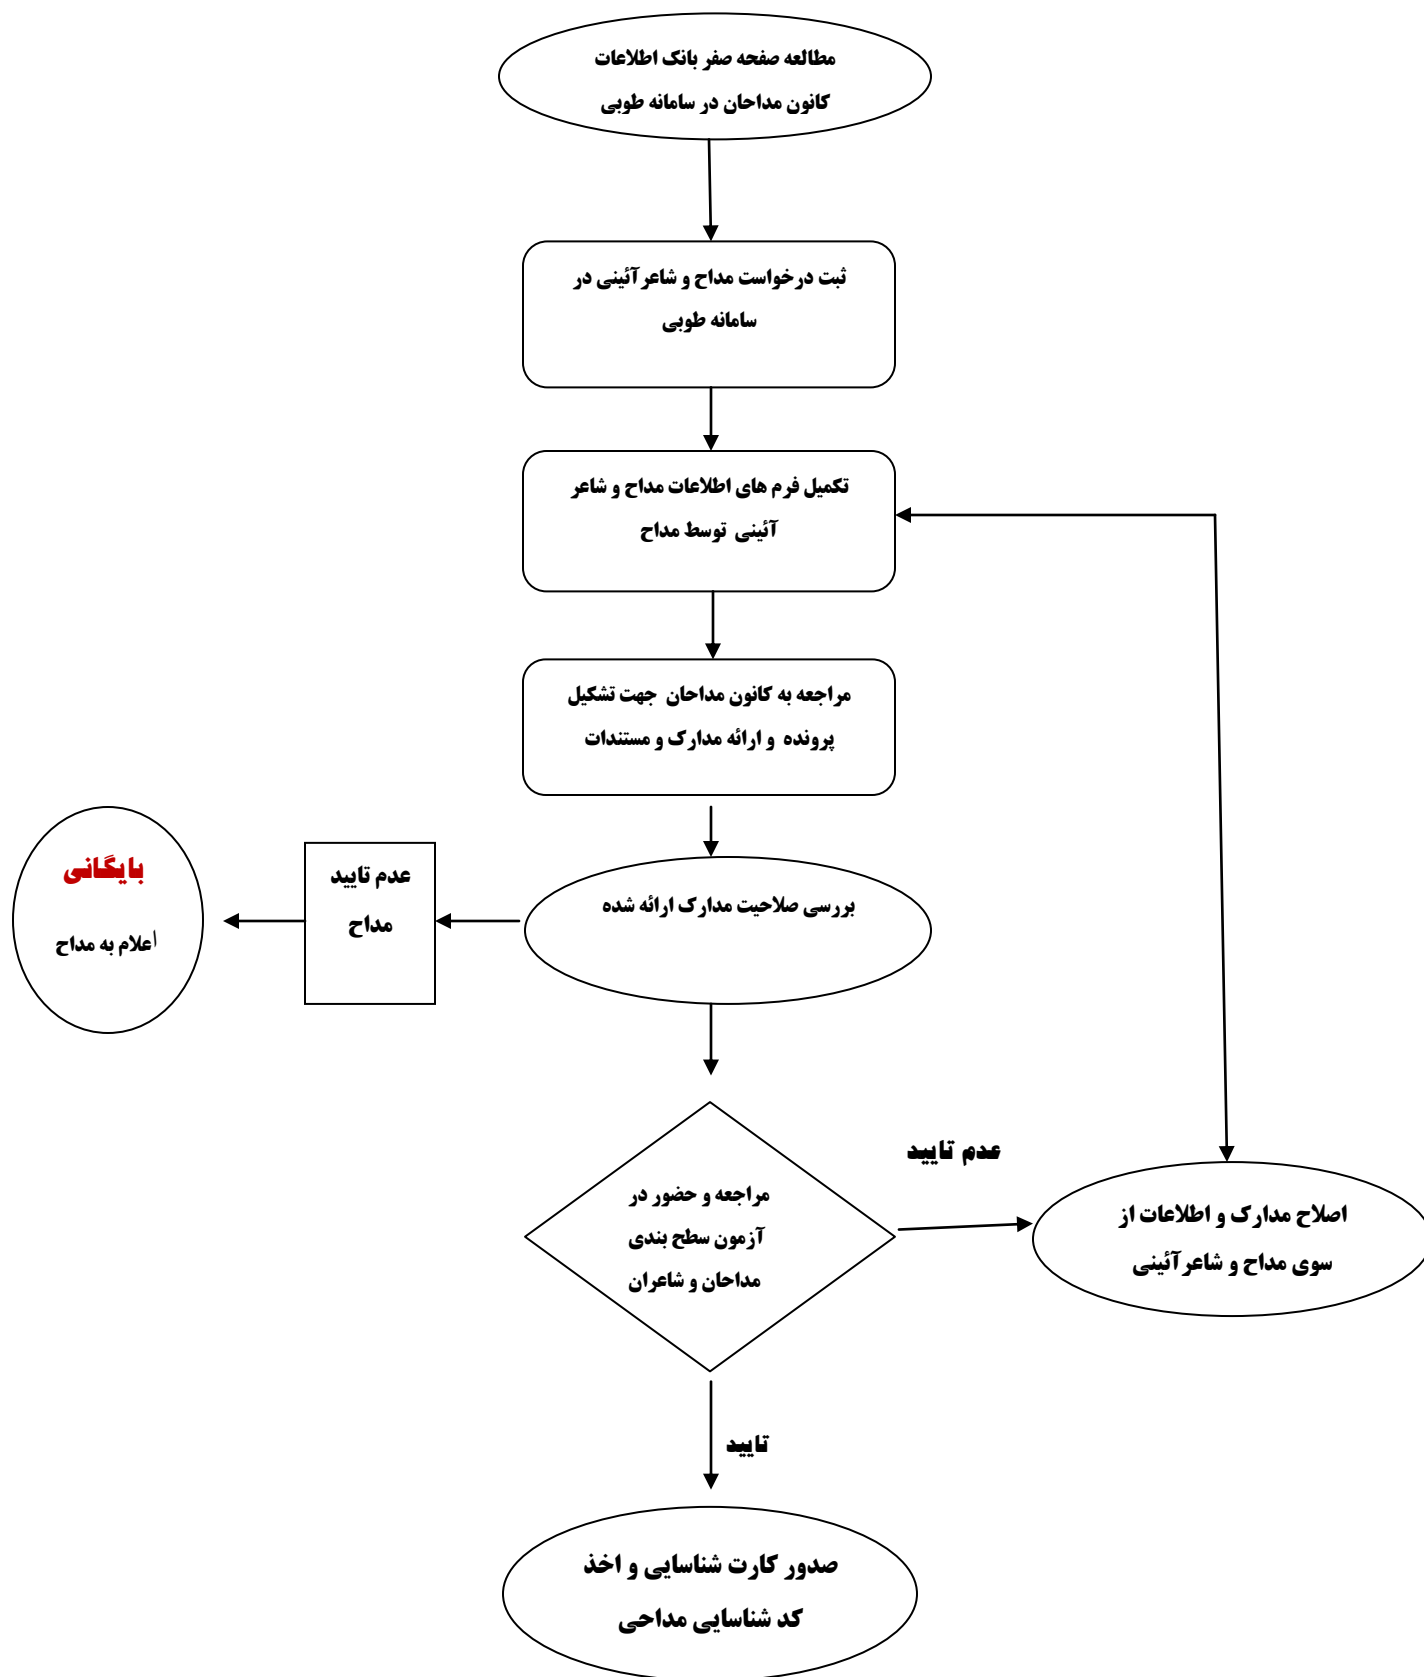 مطالعه صفحه صفر بانک اطلاعات
کانون مداحان در سامانه طوبی
ثبت درخواست مداح و شاعر آئینی در
سامانه طوبی
تکمیل فرم های اطلاعات مداح و شاعر
آئینی توسط مداح
مراجعه به کانون مداحان جهت تشکیل
پرونده و ارائه مدارک و مستندات
بررسی صلاحیت مدارک ارائه شده
عدم تایید
مداح
بایگانی
أعلام به مداح
مراجعه و حضور در
آزمون سطح بندی
مداحان و شاعران
عدم تایید
اصلاح مدارک و اطلاعات از
سوی مداح و شاعر آئینی
تایید
صدور کارت شناسایی و اخذ
کد شناسایی مداحی